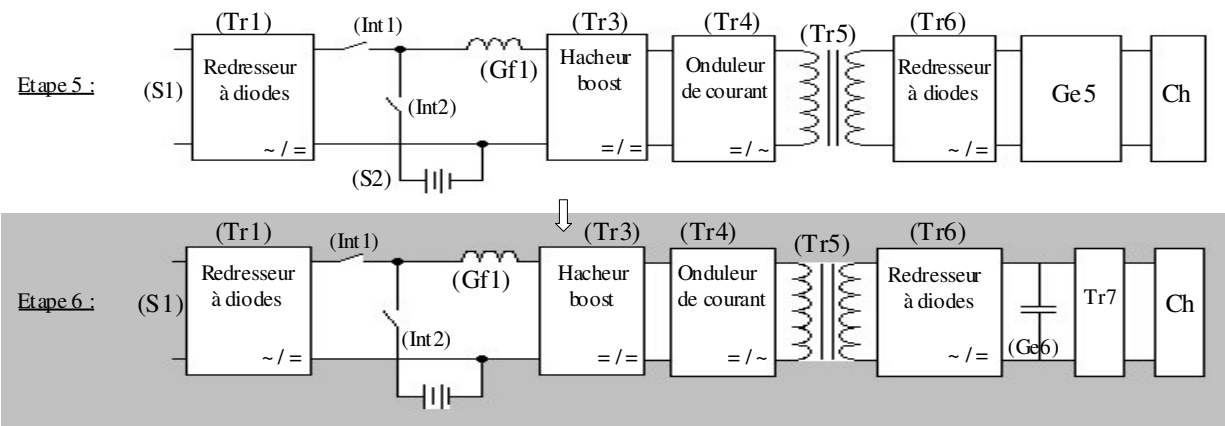 (Tr1)
(Int1)
(Tr3)
(Tr4)
(Tr5)
(Tr6)
Etape 5 :
(S1)
Redresseur
à diodes
~ / =
(Int2)
(S2)
(Gf1)
Hacheur
boost
= / =
Onduleur
de courant
= / ~
Redresseur
à diodes
~ / =
Ge5
Ch
(Tr1)
(Int1)
(Tr3)
(Tr4)
(Tr5)
(Tr6)
Etape 6 :
(S1)
Redresseur
à diodes
~ / =
(Int2)
(Gf1)
Hacheur
boost
= / =
Onduleur
de courant
= / ~
Redresseur
à diodes
~ / =
(Ge6)
Tr7
Ch